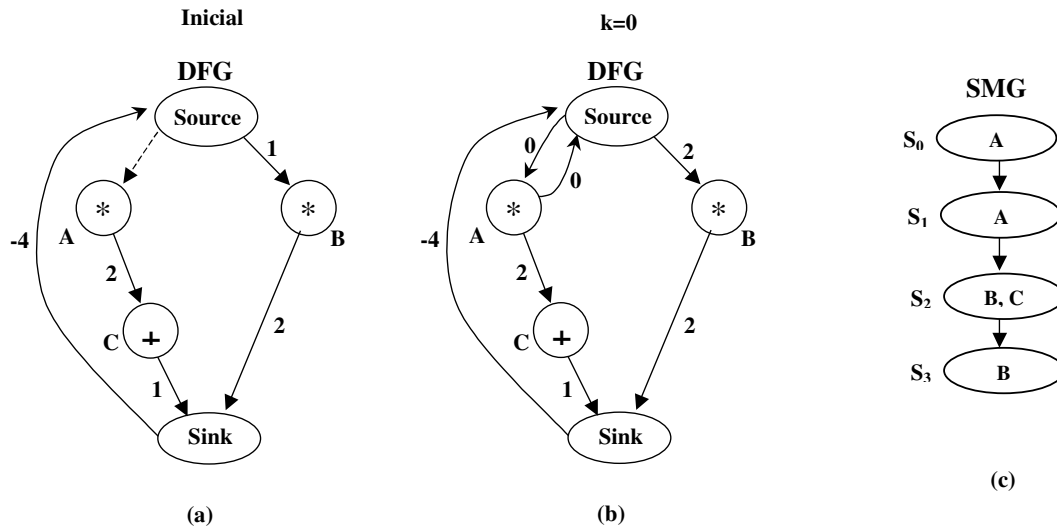 Inicial
DFG
Source
1
*
A
*
B
-4
2
C
+
2
1
Sink
(a)
k=0
DFG
Source
0
0
2
*
A
*
B
-4
2
C
+
2
1
Sink
(b)
SMG
S0 A
S1 A
S2 B, C
S3 B
(c)